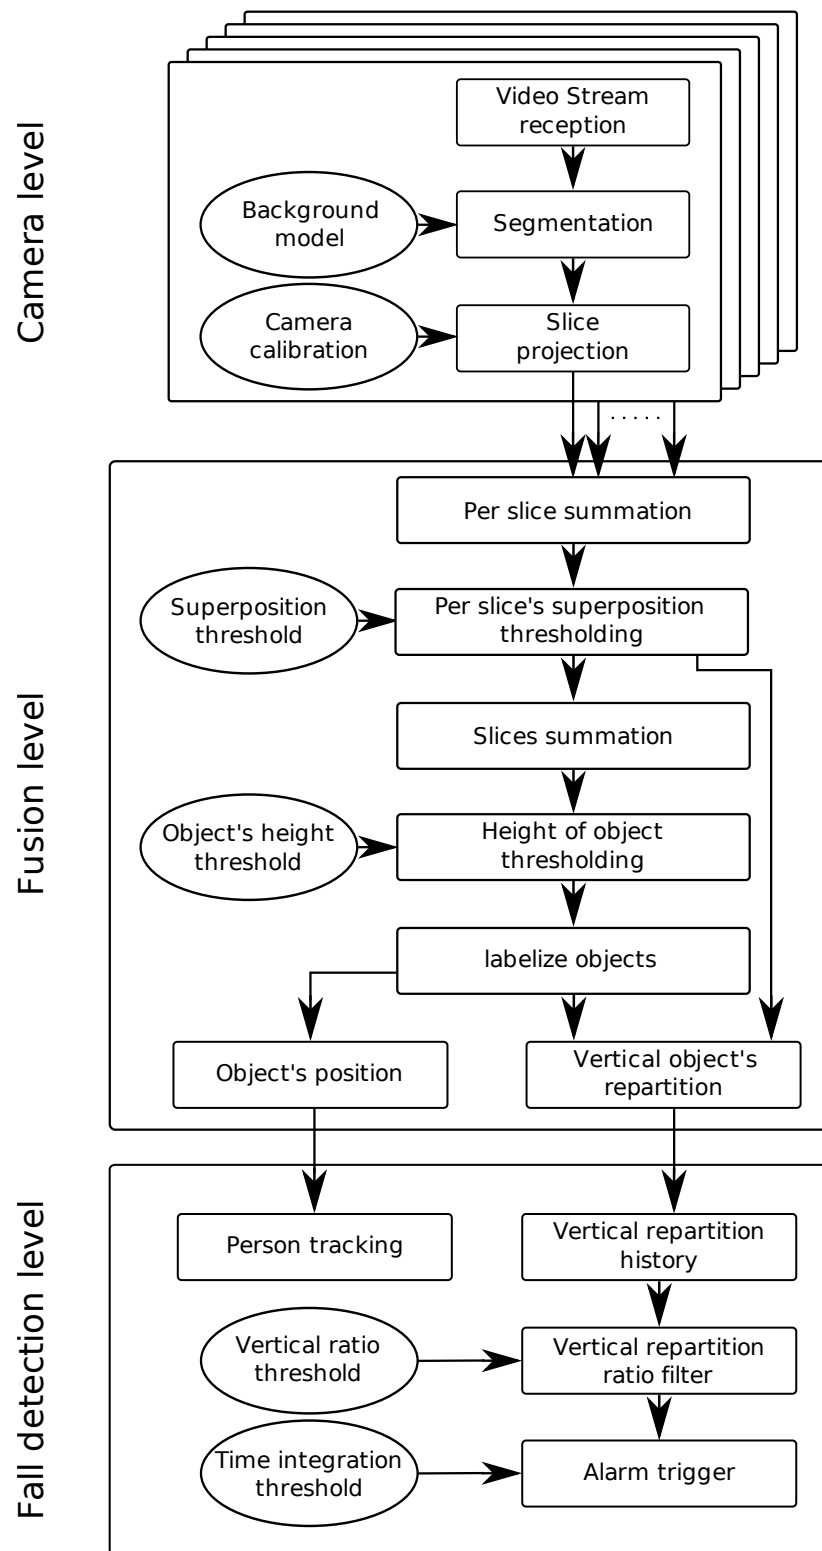 Camera level
Video Stream
reception
Background
model
Segmentation
Camera
calibration
Slice
projection
.....
Fusion level
Per slice summation
Superposition
threshold
Per slice's superposition
thresholding
Slices summation
Object's height
threshold
Height of object
thresholding
labelize objects
Object's position
Vertical object's
repartition
Fall detection level
Person tracking
Vertical repartition
history
Vertical ratio
threshold
Vertical repartition
ratio filter
Time integration
threshold
Alarm trigger